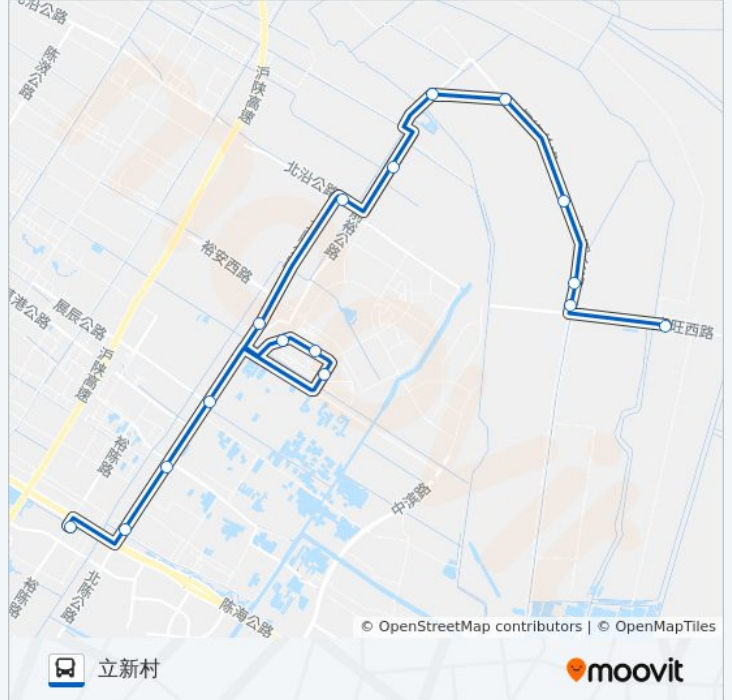 北沿公路
陈滧公路
沪陕高速
北沿公路
前裕公路
裕安西路
展辰公路
沪陕高速
裕陈路
旺西路
中滨路
北陈公路
裕陈路
陈海公路
© OpenStreetMap contributors | © OpenMapTiles
立新村
moovit